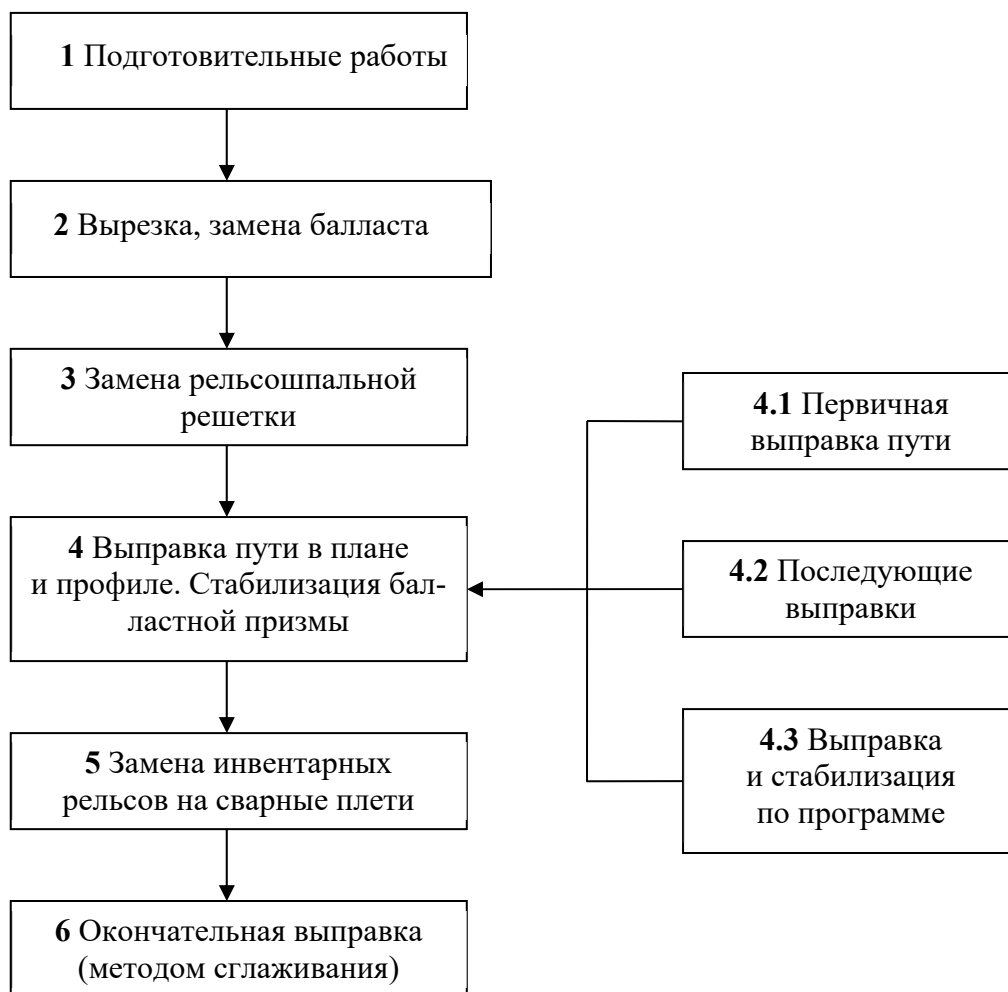 1 Подготовительные работы
2 Вырезка, замена балласта
3 Замена рельсошпальной
решетки
4 Выправка пути в плане
и профиле. Стабилизация бал-
ластной призмы
5 Замена инвентарных
рельсов на сварные плети
6 Окончательная выправка
(методом сглаживания)
4.1 Первичная
выправка пути
4.2 Последующие
выправки
4.3 Выправка
и стабилизация
по программе